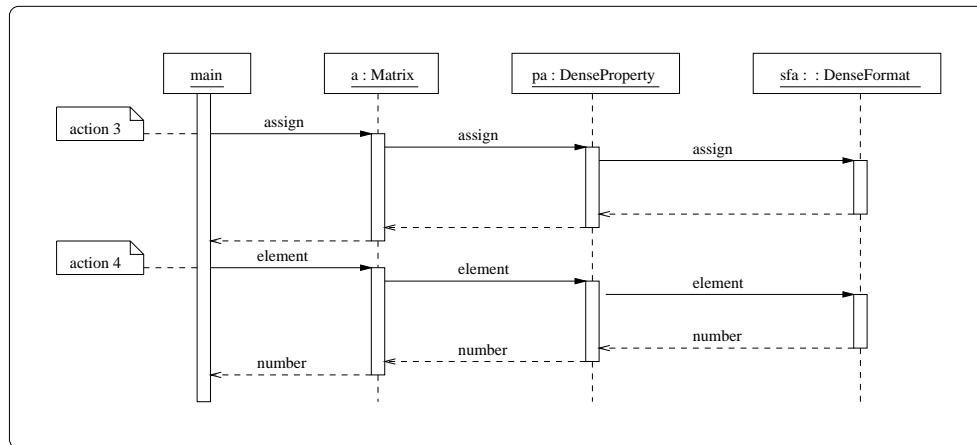 main
a : Matrix
pa : DenseProperty
sfa : : DenseFormat
action 3
assign
assign
assign
action 4
element
element
element
number
number
number